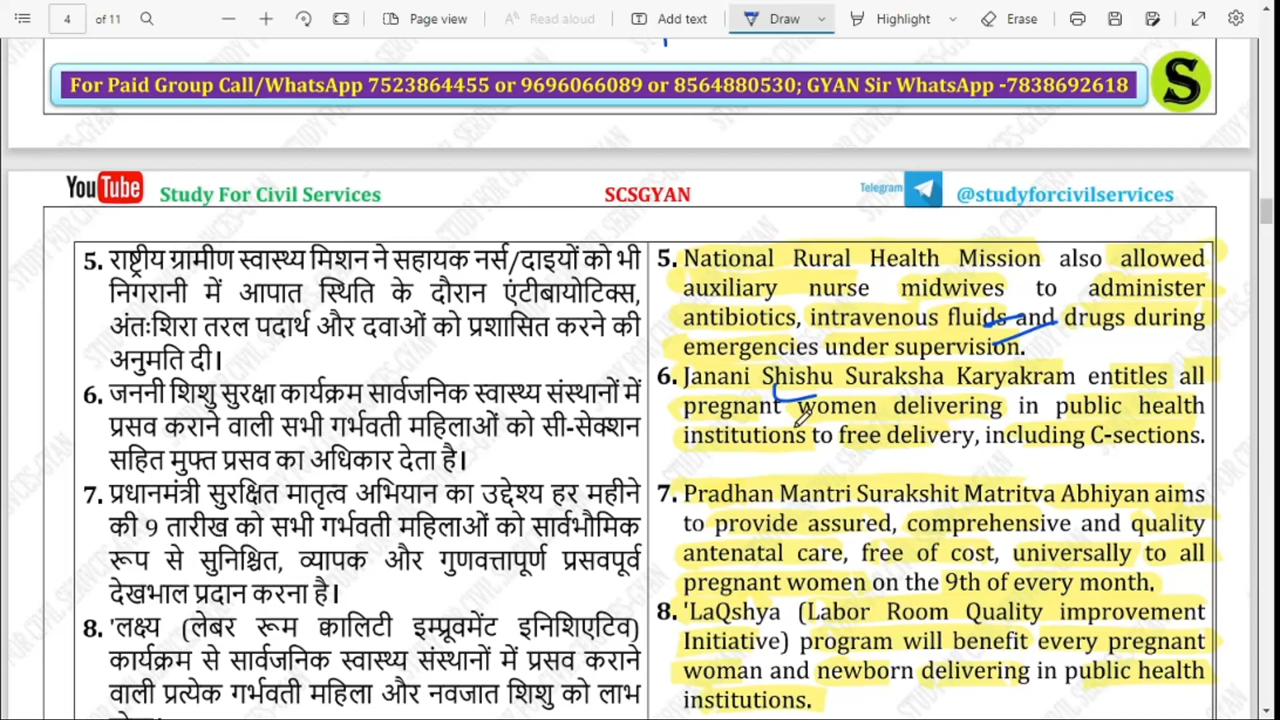 4 of 11 Page view Read aloud Add text Draw Highlight Erase
For Paid Group Call/WhatsApp 7523864455 or 9696066089 or 8564880530; GYAN Sir WhatsApp -7838692618
S
YouTube Study For Civil Services SCSGYAN Telegram @studyforcivilservices
5. राष्ट्रीय ग्रामीण स्वास्थ्य मिशन ने सहायक नर्स/दाइयों को भी
निगरानी में आपात स्थिति के दौरान एंटीबायोटिक्स,
अंतःशिरा तरल पदार्थ और दवाओं को प्रशासित करने की
अनुमति दी।
6. जननी शिशु सुरक्षा कार्यक्रम सार्वजनिक स्वास्थ्य संस्थानों में
प्रसव कराने वाली सभी गर्भवती महिलाओं को सी-सेक्शन
सहित मुफ्त प्रसव का अधिकार देता है।
7. प्रधानमंत्री सुरक्षित मातृत्व अभियान का उद्देश्य हर महीने
की 9 तारीख को सभी गर्भवती महिलाओं को सार्वभौमिक
रूप से सुनिश्चित, व्यापक और गुणवत्तापूर्ण प्रसवपूर्व
देखभाल प्रदान करना है।
8. 'लक्ष्य (लेबर रूम क्वालिटी इम्प्रूवमेंट इनिशिएटिव)
कार्यक्रम से सार्वजनिक स्वास्थ्य संस्थानों में प्रसव कराने
वाली प्रत्येक गर्भवती महिला और नवजात शिशु को लाभ
5. National Rural Health Mission also allowed
auxiliary nurse midwives to administer
antibiotics, intravenous fluids and drugs during
emergencies under supervision.
6. Janani Shishu Suraksha Karyakram entitles all
pregnant women delivering in public health
institutions to free delivery, including C-sections.
7. Pradhan Mantri Surakshit Matritva Abhiyan aims
to provide assured, comprehensive and quality
antenatal care, free of cost, universally to all
pregnant women on the 9th of every month.
8. 'LaQshya (Labor Room Quality improvement
Initiative) program will benefit every pregnant
woman and newborn delivering in public health
institutions.